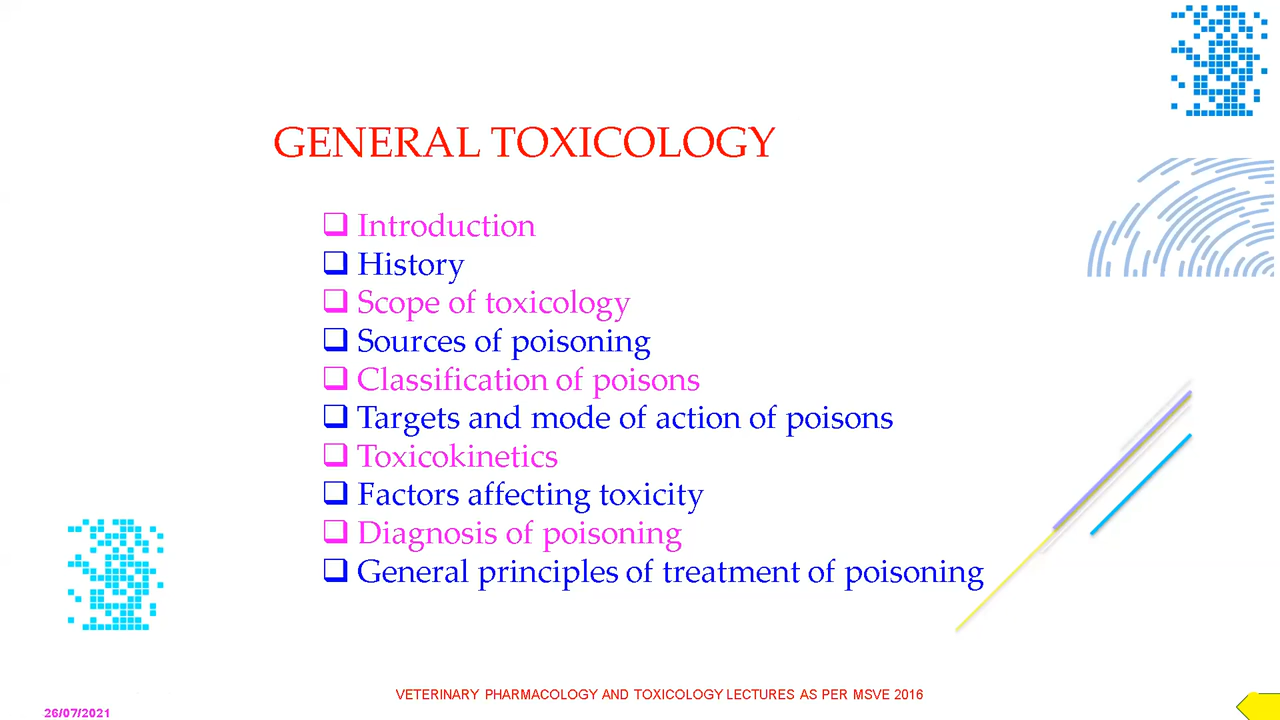 GENERAL TOXICOLOGY
Introduction
History
Scope of toxicology
Sources of poisoning
Classification of poisons
Targets and mode of action of poisons
Toxicokinetics
Factors affecting toxicity
Diagnosis of poisoning
General principles of treatment of poisoning
VETERINARY PHARMACOLOGY AND TOXICOLOGY LECTURES AS PER MSVE 2016
26/07/2021